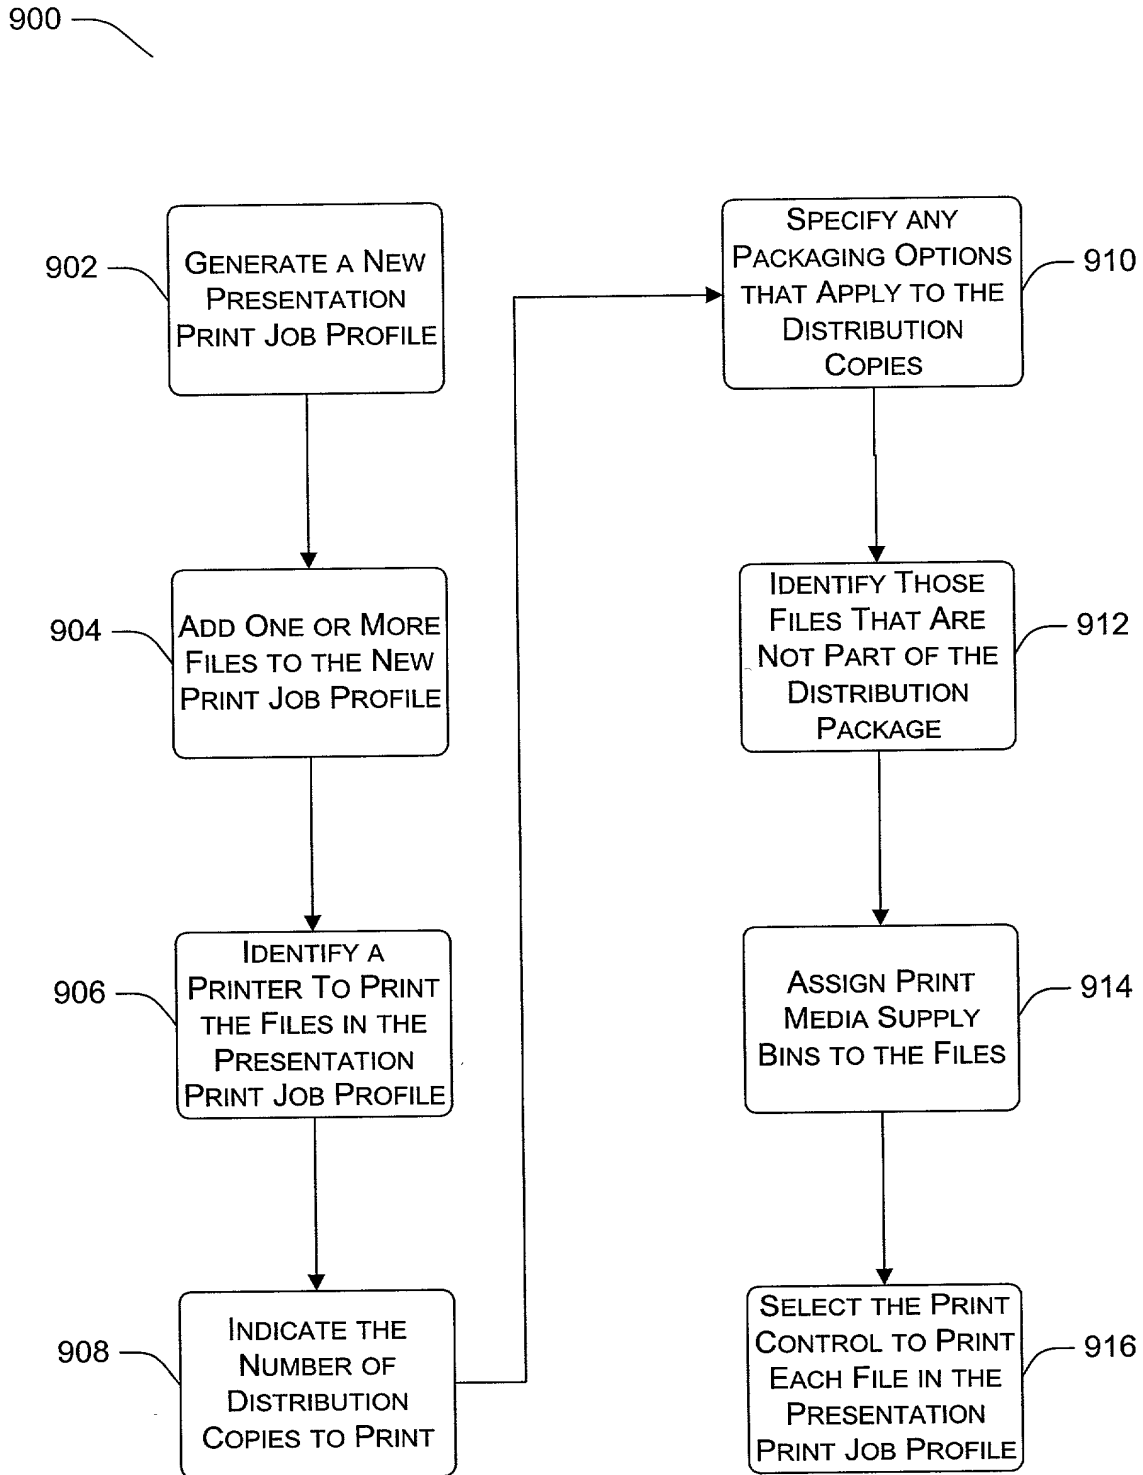 900
902
GENERATE A NEW
PRESENTATION
PRINT JOB PROFILE
904
ADD ONE OR MORE
FILES TO THE NEW
PRINT JOB PROFILE
906
IDENTIFY A
PRINTER TO PRINT
THE FILES IN THE
PRESENTATION
PRINT JOB PROFILE
908
INDICATE THE
NUMBER OF
DISTRIBUTION
COPIES TO PRINT
SPECIFY ANY
PACKAGING OPTIONS
THAT APPLY TO THE
DISTRIBUTION
COPIES
910
IDENTIFY THOSE
FILES THAT ARE
NOT PART OF THE
DISTRIBUTION
PACKAGE
912
ASSIGN PRINT
MEDIA SUPPLY
BINS TO THE FILES
914
SELECT THE PRINT
CONTROL TO PRINT
EACH FILE IN THE
PRESENTATION
PRINT JOB PROFILE
916